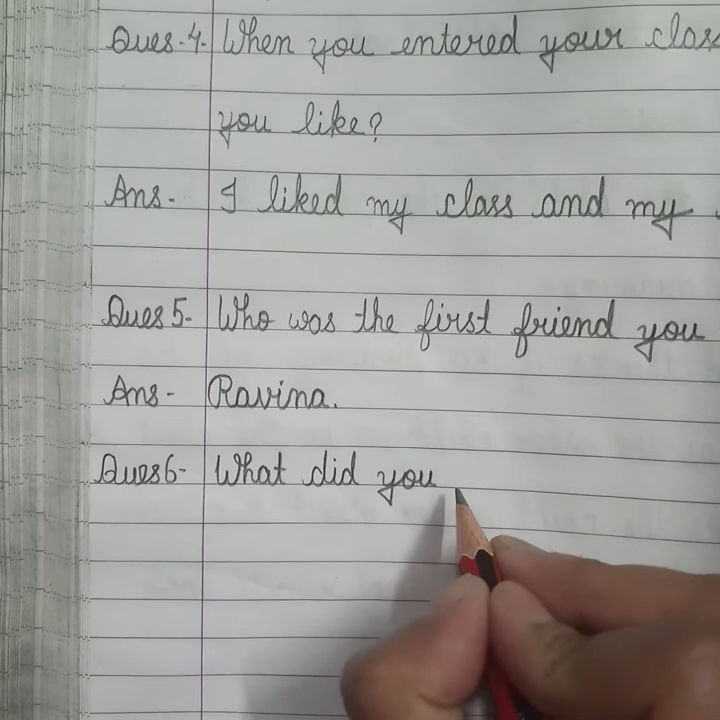 Ques.4. When you entered your clas
you like?
Ans. I liked my class and my
Ques 5. Who was the first friend you
Ans - Ravina.
Ques6- What did you